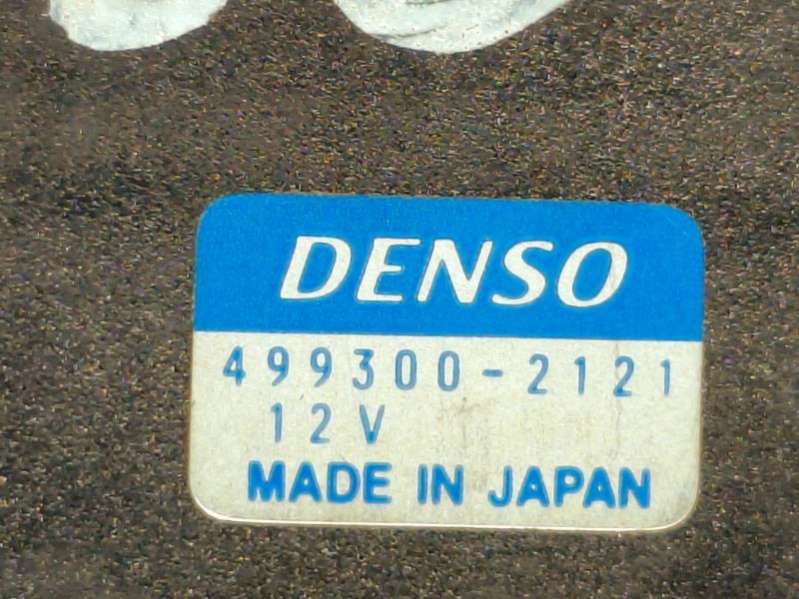 DENSO
499300-2121
12V
MADE IN JAPAN